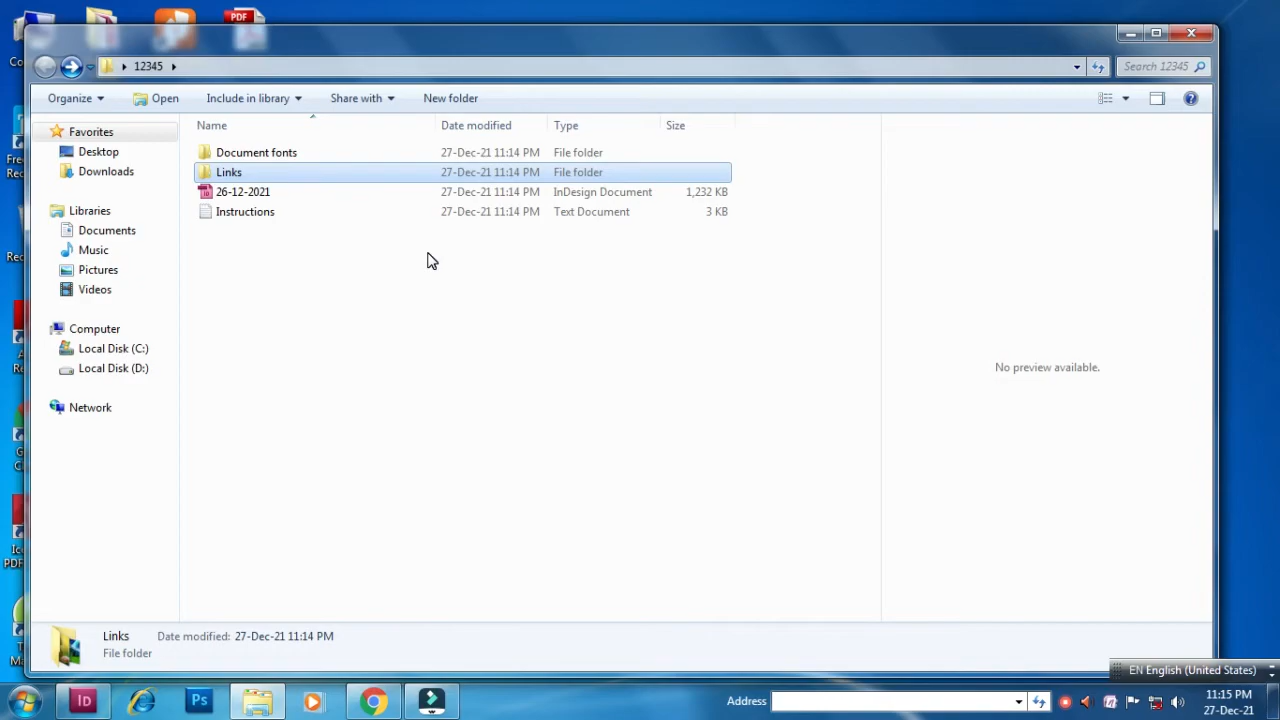 PDF
12345
Search 12345
Organize Open Include in library Share with New folder
Name Date modified Type Size
Favorites
Desktop
Downloads
Libraries
Documents
Music
Pictures
Videos
Computer
Local Disk (C:)
Local Disk (D:)
Network
Document fonts 27-Dec-21 11:14 PM File folder
Links 27-Dec-21 11:14 PM File folder
26-12-2021 27-Dec-21 11:14 PM InDesign Document 1,232 KB
Instructions 27-Dec-21 11:14 PM Text Document 3 KB
No preview available.
Links Date modified: 27-Dec-21 11:14 PM
File folder
EN English (United States)
Id
Ps
Address
11:15 PM
27-Dec-21